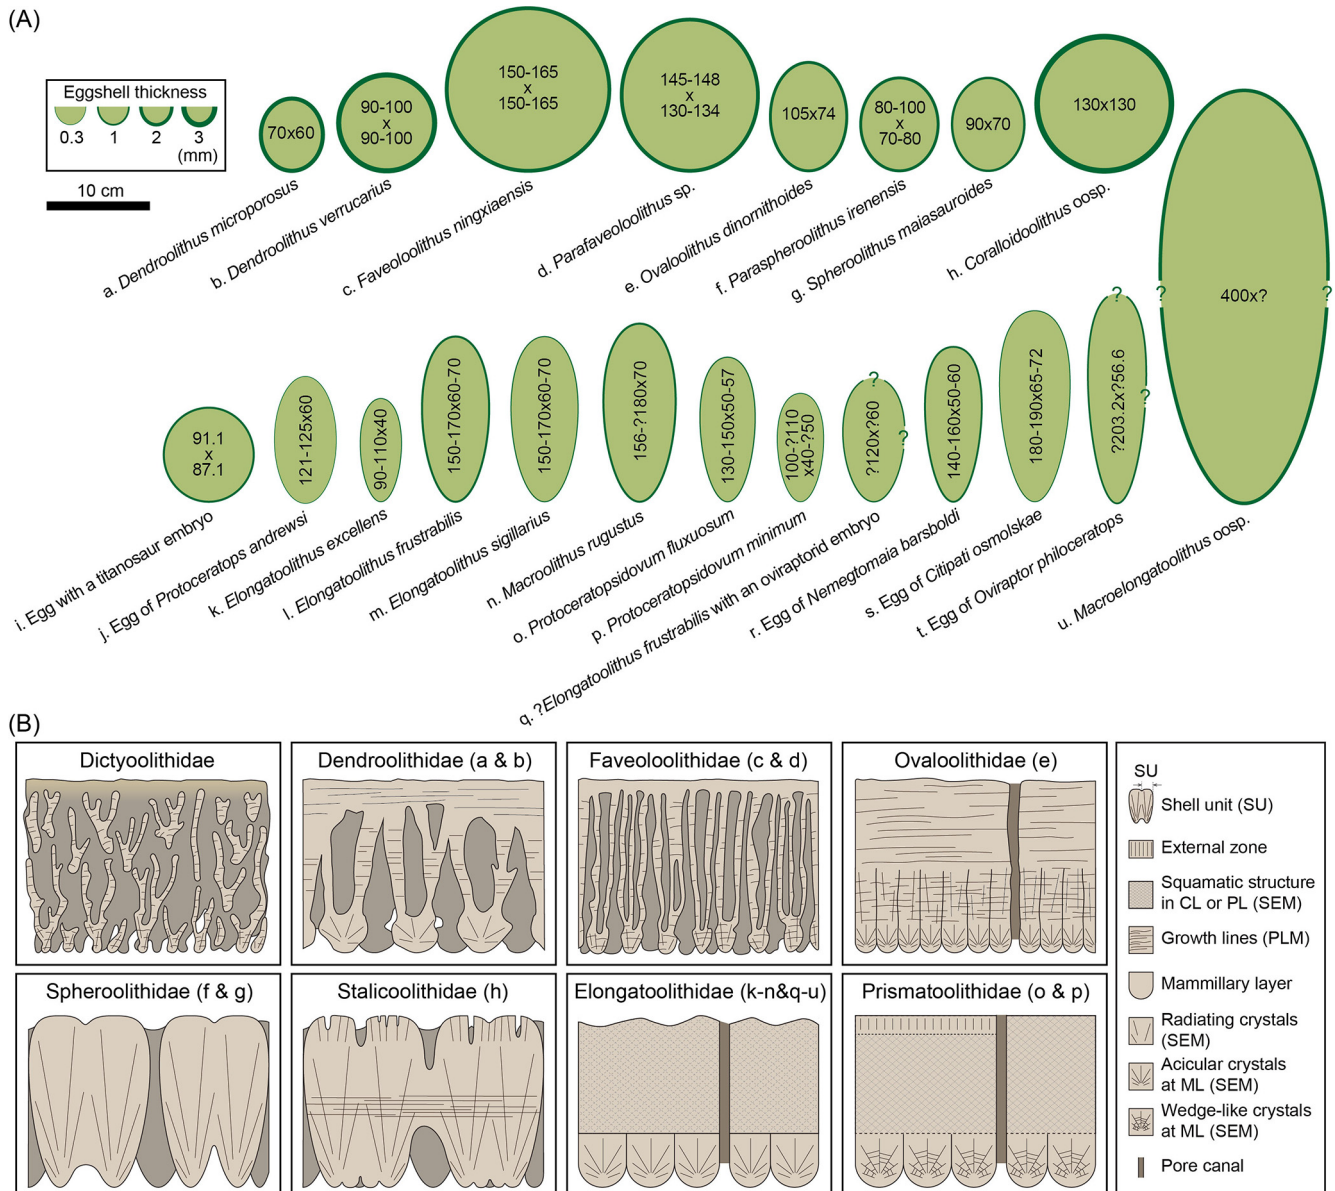 (A)
Eggshell thickness
0.3 1 2 3
(mm)
10 cm
70x60
90-100
x
90-100
150-165
x
150-165
145-148
x
130-134
105x74
80-100
x
70-80
90x70
130x130
400x?
? ?
a. Dendroolithus microporosus
b. Dendroolithus verrucarius
c. Faveoloolithus ningxiaensis
d. Parafaveoloolithus sp.
e. Ovaloolithus dinornithoides
f. Paraspheroolithus irenensis
g. Spheroolithus maiasauroides
h. Coralloidoolithus oosp.
91.1
x
87.1
121-125x60
90-110x40
150-170x60-70
150-170x60-70
156-?180x70
130-150x50-57
100-?110
x40-?50
?
?120x?60
?
140-160x50-60
180-190x65-72
?
?203.2x?56.6
?
i. Egg with a titanosaur embryo
j. Egg of Protoceratops andrewsi
k. Elongatoolithus excellens
l. Elongatoolithus frustrabilis
m. Elongatoolithus sigillarius
n. Macroolithus rugustus
o. Protoceratopsidovum fluxuosum
p. Protoceratopsidovum minimum
q. ?Elongatoolithus frustrabilis with an oviraptorid embryo
r. Egg of Nemegtomaia barsboldi
s. Egg of Citipati osmolskae
t. Egg of Oviraptor philoceratops
u. Macroelongatoolithus oosp.
(B)
Dictyoolithidae
Dendroolithidae (a & b)
Faveoloolithidae (c & d)
Ovaloolithidae (e)
Spheroolithidae (f & g)
Stalicoolithidae (h)
Elongatoolithidae (k-n&q-u)
Prismatoolithidae (o & p)
SU
Shell unit (SU)
External zone
Squamatic structure
in CL or PL (SEM)
Growth lines (PLM)
Mammillary layer
Radiating crystals
(SEM)
Acicular crystals
at ML (SEM)
Wedge-like crystals
at ML (SEM)
Pore canal